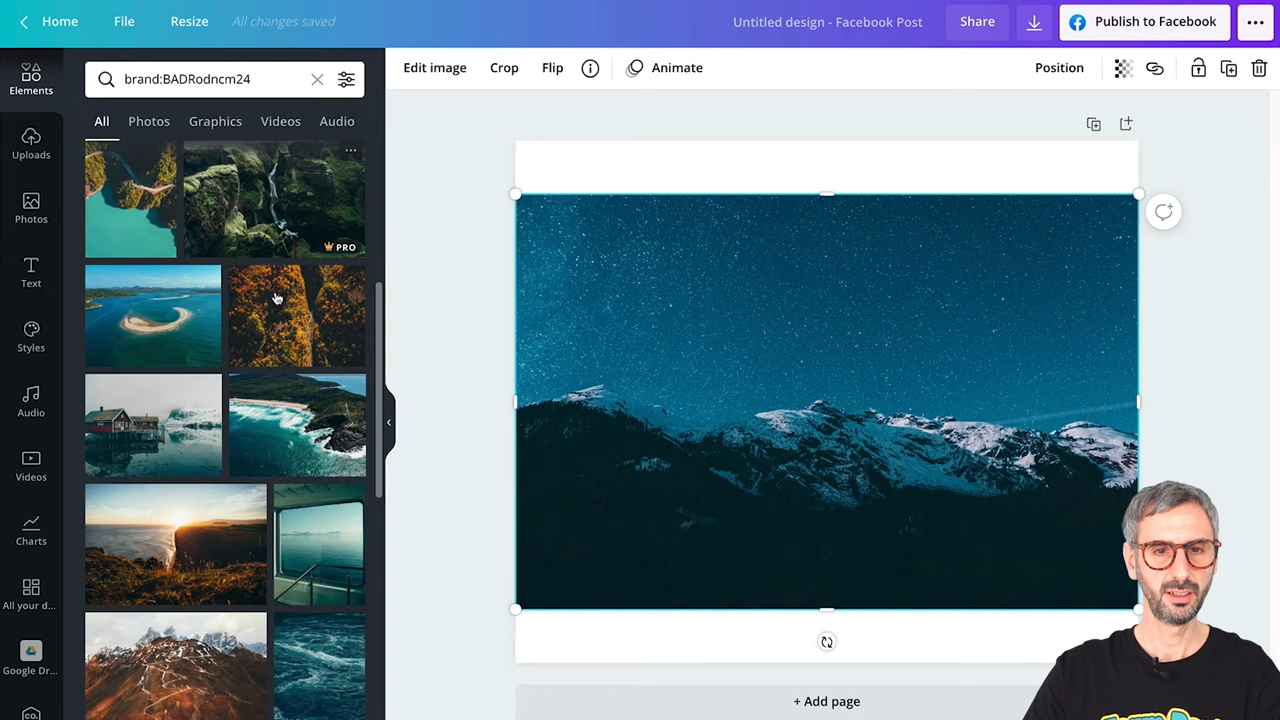 Home
File
Resize
All changes saved
Untitled design - Facebook Post
Share
Publish to Facebook
Elements
Uploads
Photos
Text
Styles
Audio
Videos
Charts
All your d...
Google Dr...
brand:BADRodncm24
All
Photos
Graphics
Videos
Audio
PRO
Edit image
Crop
Flip
Animate
Position
+ Add page